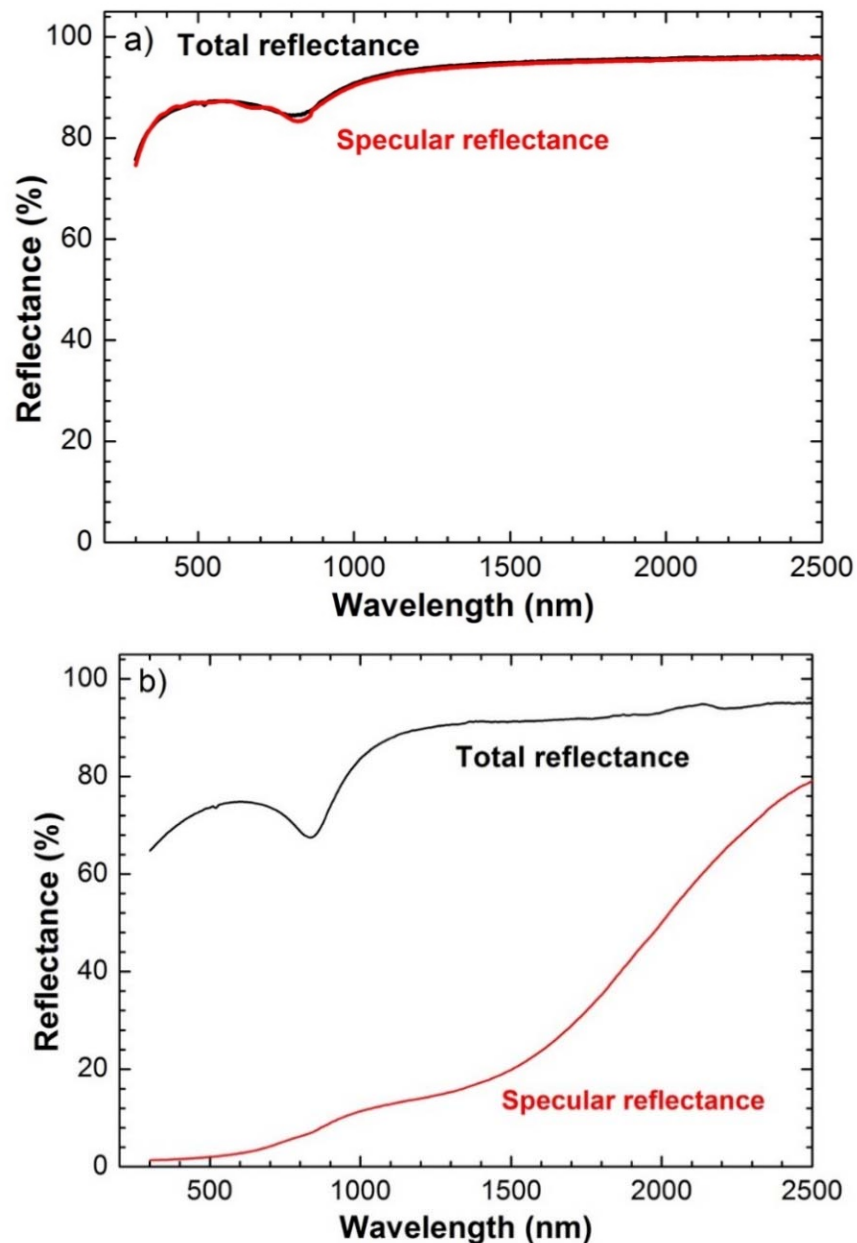 a)
Total reflectance
Specular reflectance
Reflectance (%)
100
80
60
40
20
0
500 1000 1500 2000 2500
Wavelength (nm)
b)
Total reflectance
Specular reflectance
Reflectance (%)
100
80
60
40
20
0
500 1000 1500 2000 2500
Wavelength (nm)